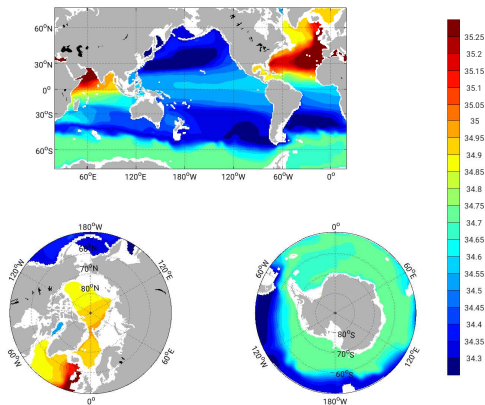 60°N
30°N
0°
30°S
60°S
60°E
120°E
180°W
120°W
60°W
0°
35.25
35.2
35.15
35.1
35.05
35
34.95
34.9
34.85
34.8
34.75
34.7
34.65
34.6
34.55
34.5
34.45
34.4
34.35
34.3
180°W
120°W
120°E
60°N
70°N
80°N
60°W
60°E
0°
0°
60°W
60°E
80°S
70°S
60°S
120°W
120°E
180°W